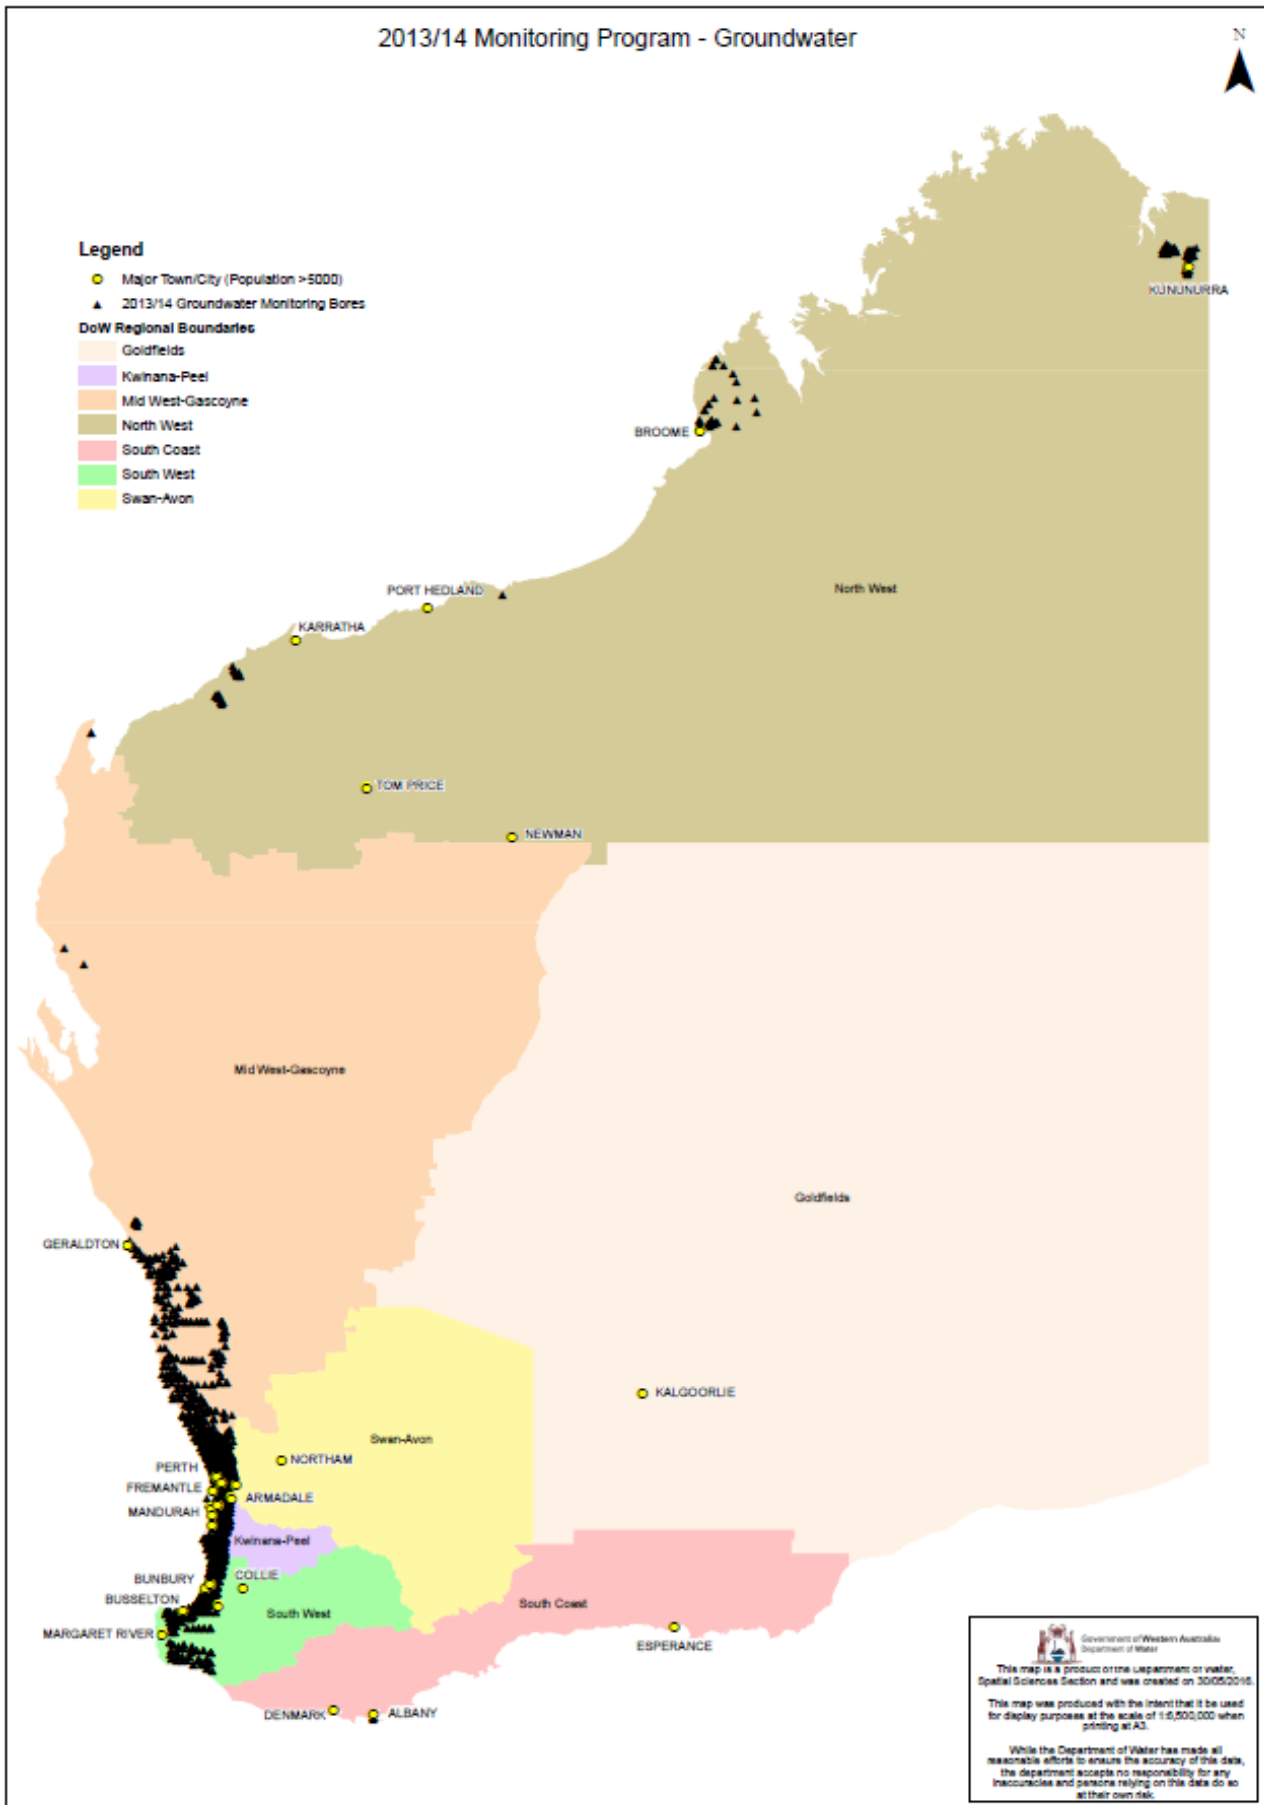 2013/14 Monitoring Program - Groundwater
N
Legend
Major Town/City (Population >5000)
2013/14 Groundwater Monitoring Bores
DoW Regional Boundaries
Goldfields
Kwinana-Peel
Mid West-Gascoyne
North West
South Coast
South West
Swan-Avon
KUNUNURRA
BROOME
North West
PORT HEDLAND
KARRATHA
TOM PRICE
NEWMAN
Mid West-Gascoyne
Goldfields
GERALDTON
KALGOORLIE
Swan-Avon
NORTHAM
PERTH
FREMANTLE
ARMADALE
MANDURAH
Kwinana-Peel
BUNBURY
COLLIE
BUSSELTON
South West
South Coast
MARGARET RIVER
ESPERANCE
DENMARK
ALBANY
Government of Western Australia
Department of Water
This map is a product of the Department of Water,
Spatial Sciences Section and was created on 30/05/2016.
This map was produced with the intent that it be used
for display purposes at the scale of 1:6,500,000 when
printing at A3.
While the Department of Water has made all
reasonable efforts to ensure the accuracy of this data,
the department accepts no responsibility for any
inaccuracies and persons relying on this data do so
at their own risk.